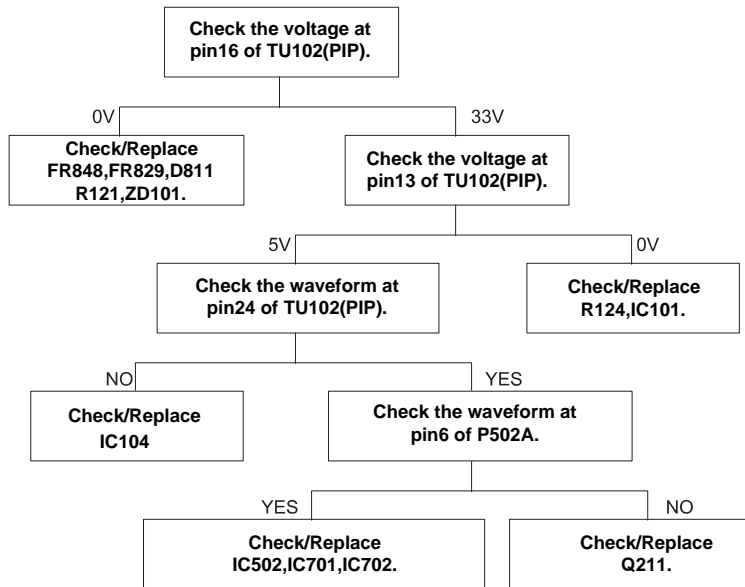 Check the voltage at
pin16 of TU102(PIP).
0V
33V
Check/Replace
FR848,FR829,D811
R121,ZD101.
Check the voltage at
pin13 of TU102(PIP).
5V
0V
Check the waveform at
pin24 of TU102(PIP).
Check/Replace
R124,IC101.
NO
YES
Check/Replace
IC104
Check the waveform at
pin6 of P502A.
YES
NO
Check/Replace
IC502,IC701,IC702.
Check/Replace
Q211.